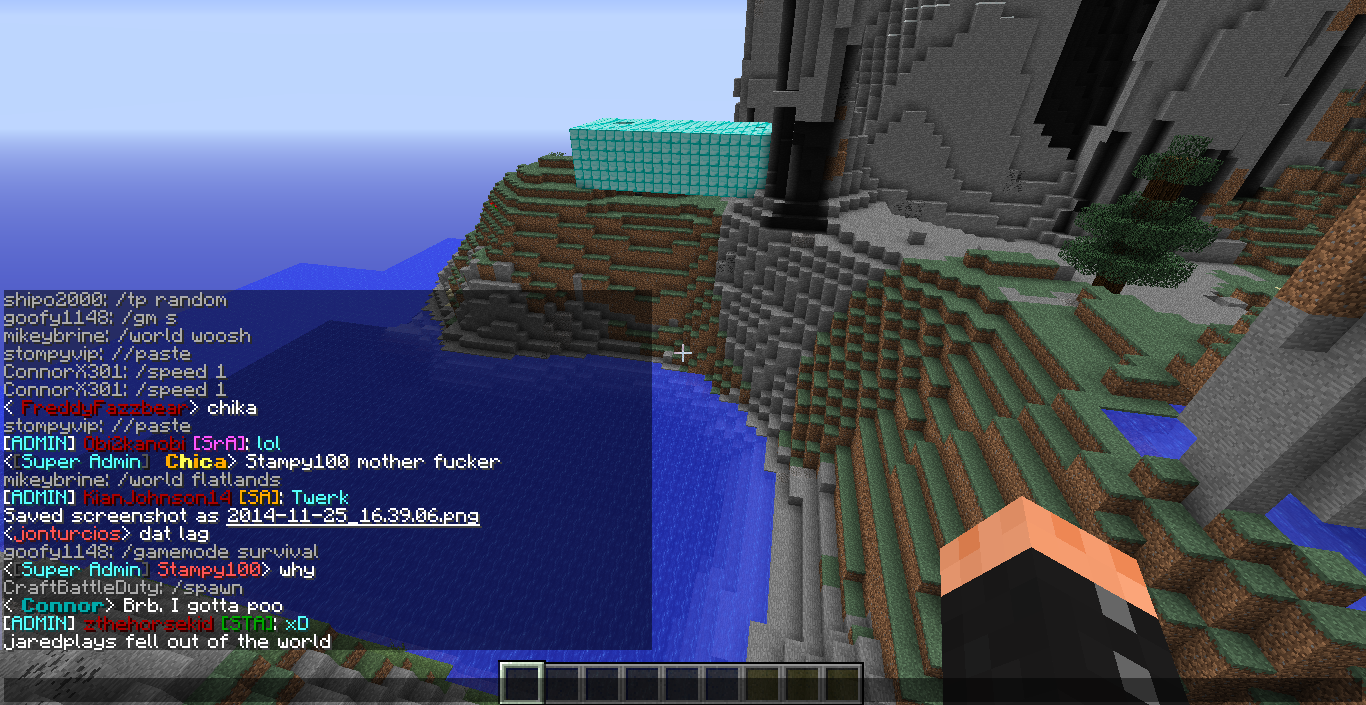 shipo2000: /tp random
goofy1148: /gm s
mikeybrine: /world woosh
stompyvip: //paste
ConnorX301: /speed 1
ConnorX301: /speed 1
< FreddyFazzbear> chika
stompyvip: //paste
[ADMIN] Obi2kanobi [SrA]: lol
<[Super Admin] Chica> Stampy100 mother fucker
mikeybrine: /world flatlands
[ADMIN] KianJohnson14 [SA]: Twerk
Saved screenshot as 2014-11-25_16.39.06.png
<jonturcios> dat lag
goofy1148: /gamemode survival
<[Super Admin] Stampy100> why
CraftBattleDuty: /spawn
< Connor> Brb. I gotta poo
[ADMIN] zthehorsekid [STA]: xD
jaredplays fell out of the world